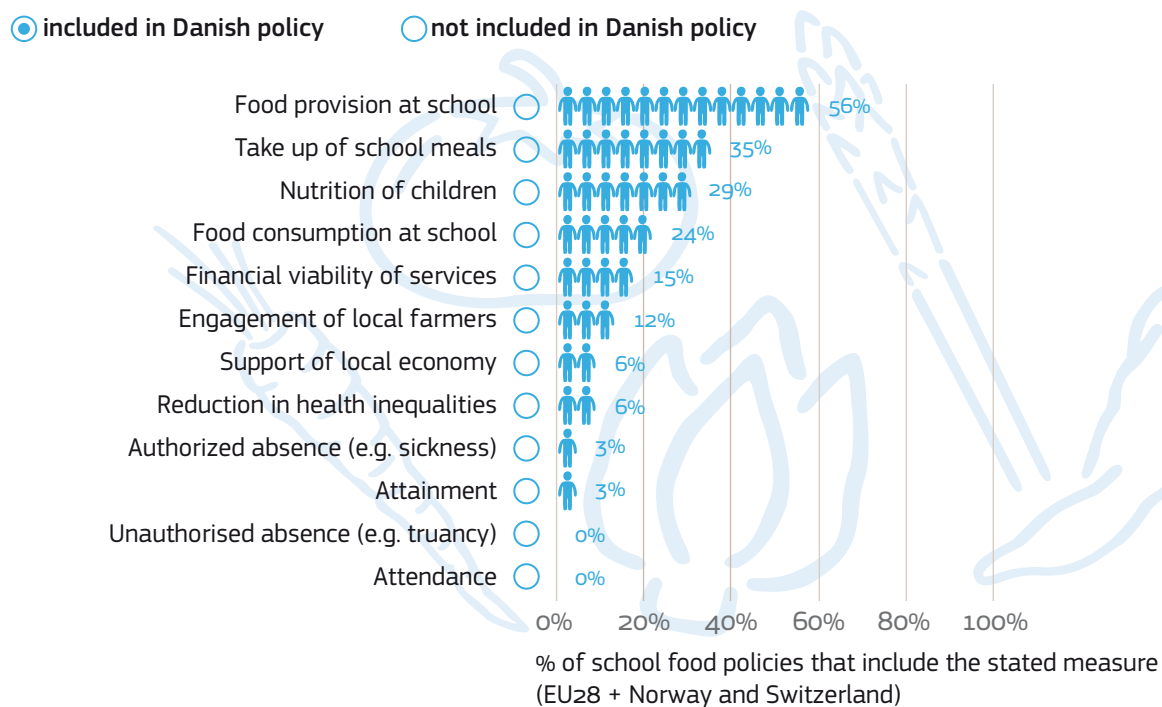 included in Danish policy not included in Danish policy
Food provision at school 56%
Take up of school meals 35%
Nutrition of children 29%
Food consumption at school 24%
Financial viability of services 15%
Engagement of local farmers 12%
Support of local economy 6%
Reduction in health inequalities 6%
Authorized absence (e.g. sickness) 3%
Attainment 3%
Unauthorised absence (e.g. truancy) 0%
Attendance 0%
0% 20% 40% 60% 80% 100%
% of school food policies that include the stated measure
(EU28 + Norway and Switzerland)